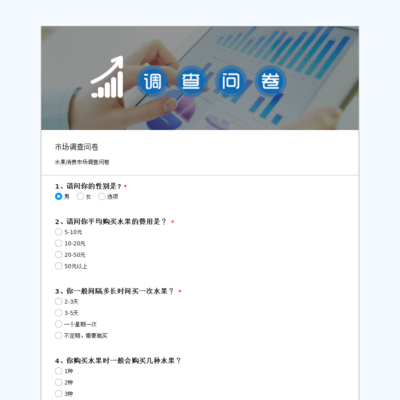 调查问卷
市场调查问卷
水果消费市场调查问卷
1、请问你的性别是? *
男 女 选项
2、请问你平均购买水果的费用是? *
5-10元
10-20元
20-50元
50元以上
3、你一般间隔多长时间买一次水果? *
2-3天
3-5天
一个星期一次
不定期，需要就买
4、你购买水果时一般会购买几种水果?
1种
2种
3种